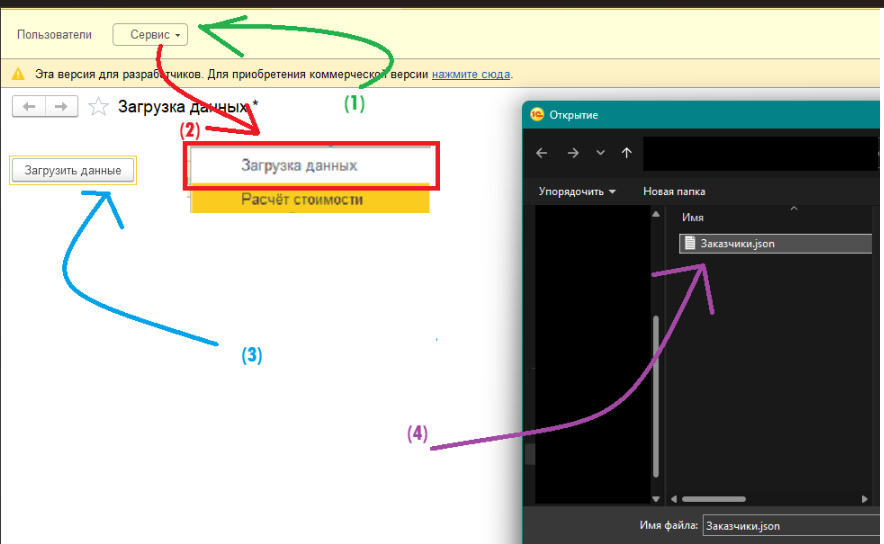 Пользователи
Сервис
Эта версия для разработчиков. Для приобретения коммерческой версии нажмите сюда.
Загрузка данных *
(1)
(2)
Загрузить данные
Загрузка данных
Расчёт стоимости
(3)
(4)
1С
Открытие
Упорядочить
Новая папка
Имя
Заказчики.json
Имя файла: Заказчики.json